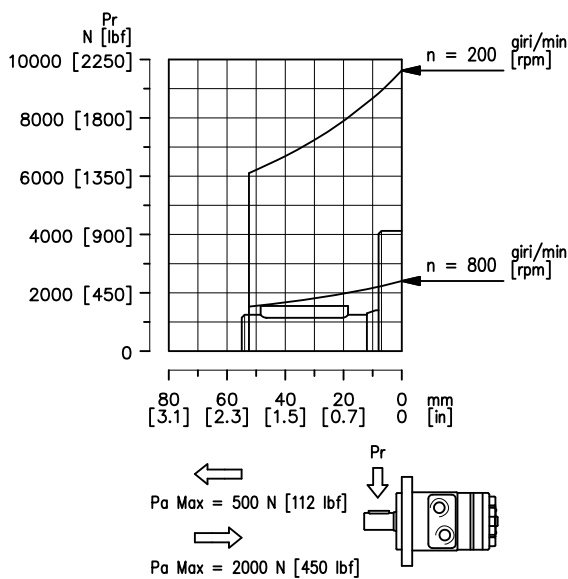 Pr
N [lbf]
10000 [2250]
8000 [1800]
6000 [1350]
4000 [900]
2000 [450]
0
n = 200 giri/min [rpm]
n = 800 giri/min [rpm]
80 60 40 20 0 mm
[3.1] [2.3] [1.5] [0.7] 0 [in]
Pr
Pa Max = 500 N [112 lbf]
Pa Max = 2000 N [450 lbf]